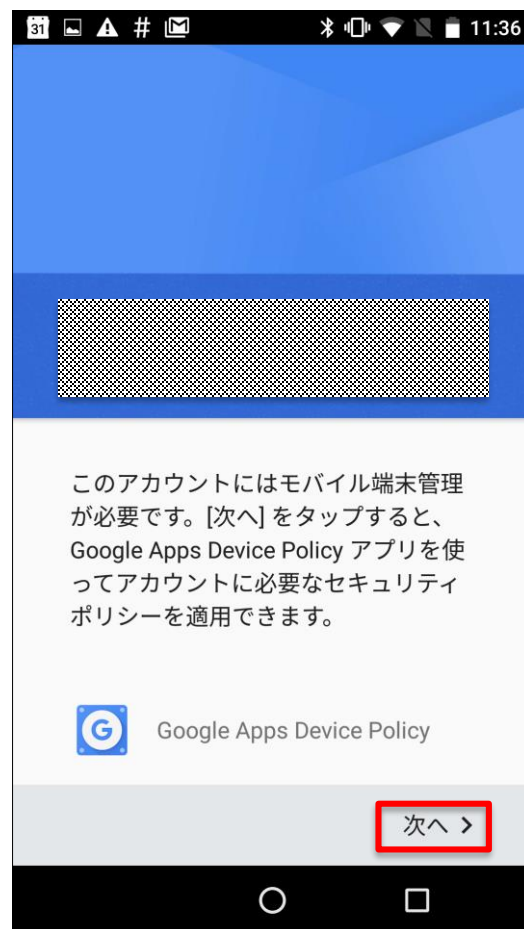 31 # 11:36
このアカウントにはモバイル端末管理
が必要です。[次へ] をタップすると、
Google Apps Device Policy アプリを使
ってアカウントに必要なセキュリティ
ポリシーを適用できます。
G Google Apps Device Policy
次へ